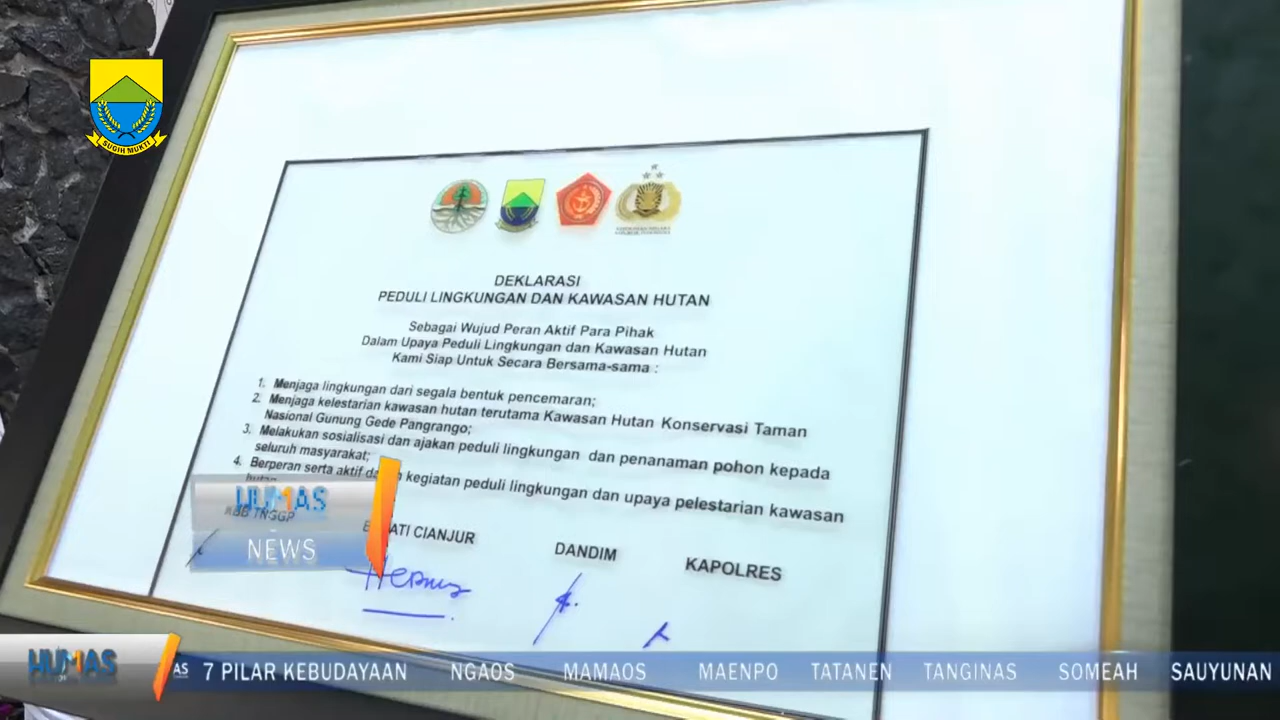 SUGIH MUKTI
DEKLARASI
PEDULI LINGKUNGAN DAN KAWASAN HUTAN
Sebagai Wujud Peran Aktif Para Pihak
Dalam Upaya Peduli Lingkungan dan Kawasan Hutan
Kami Siap Untuk Secara Bersama-sama :
1. Menjaga lingkungan dari segala bentuk pencemaran;
2. Menjaga kelestarian kawasan hutan terutama Kawasan Hutan Konservasi Taman
Nasional Gunung Gede Pangrango;
3. Melakukan sosialisasi dan ajakan peduli lingkungan dan penanaman pohon kepada
seluruh masyarakat;
4. Berperan serta aktif kegiatan peduli lingkungan dan upaya pelestarian kawasan
TNGGP
CIANJUR
DANDIM
KAPOLRES
HUMAS
NEWS
HUMAS
7 PILAR KEBUDAYAAN NGAOS MAMAOS MAENPO TATANEN TANGINAS SOMEAH SAUYUNAN